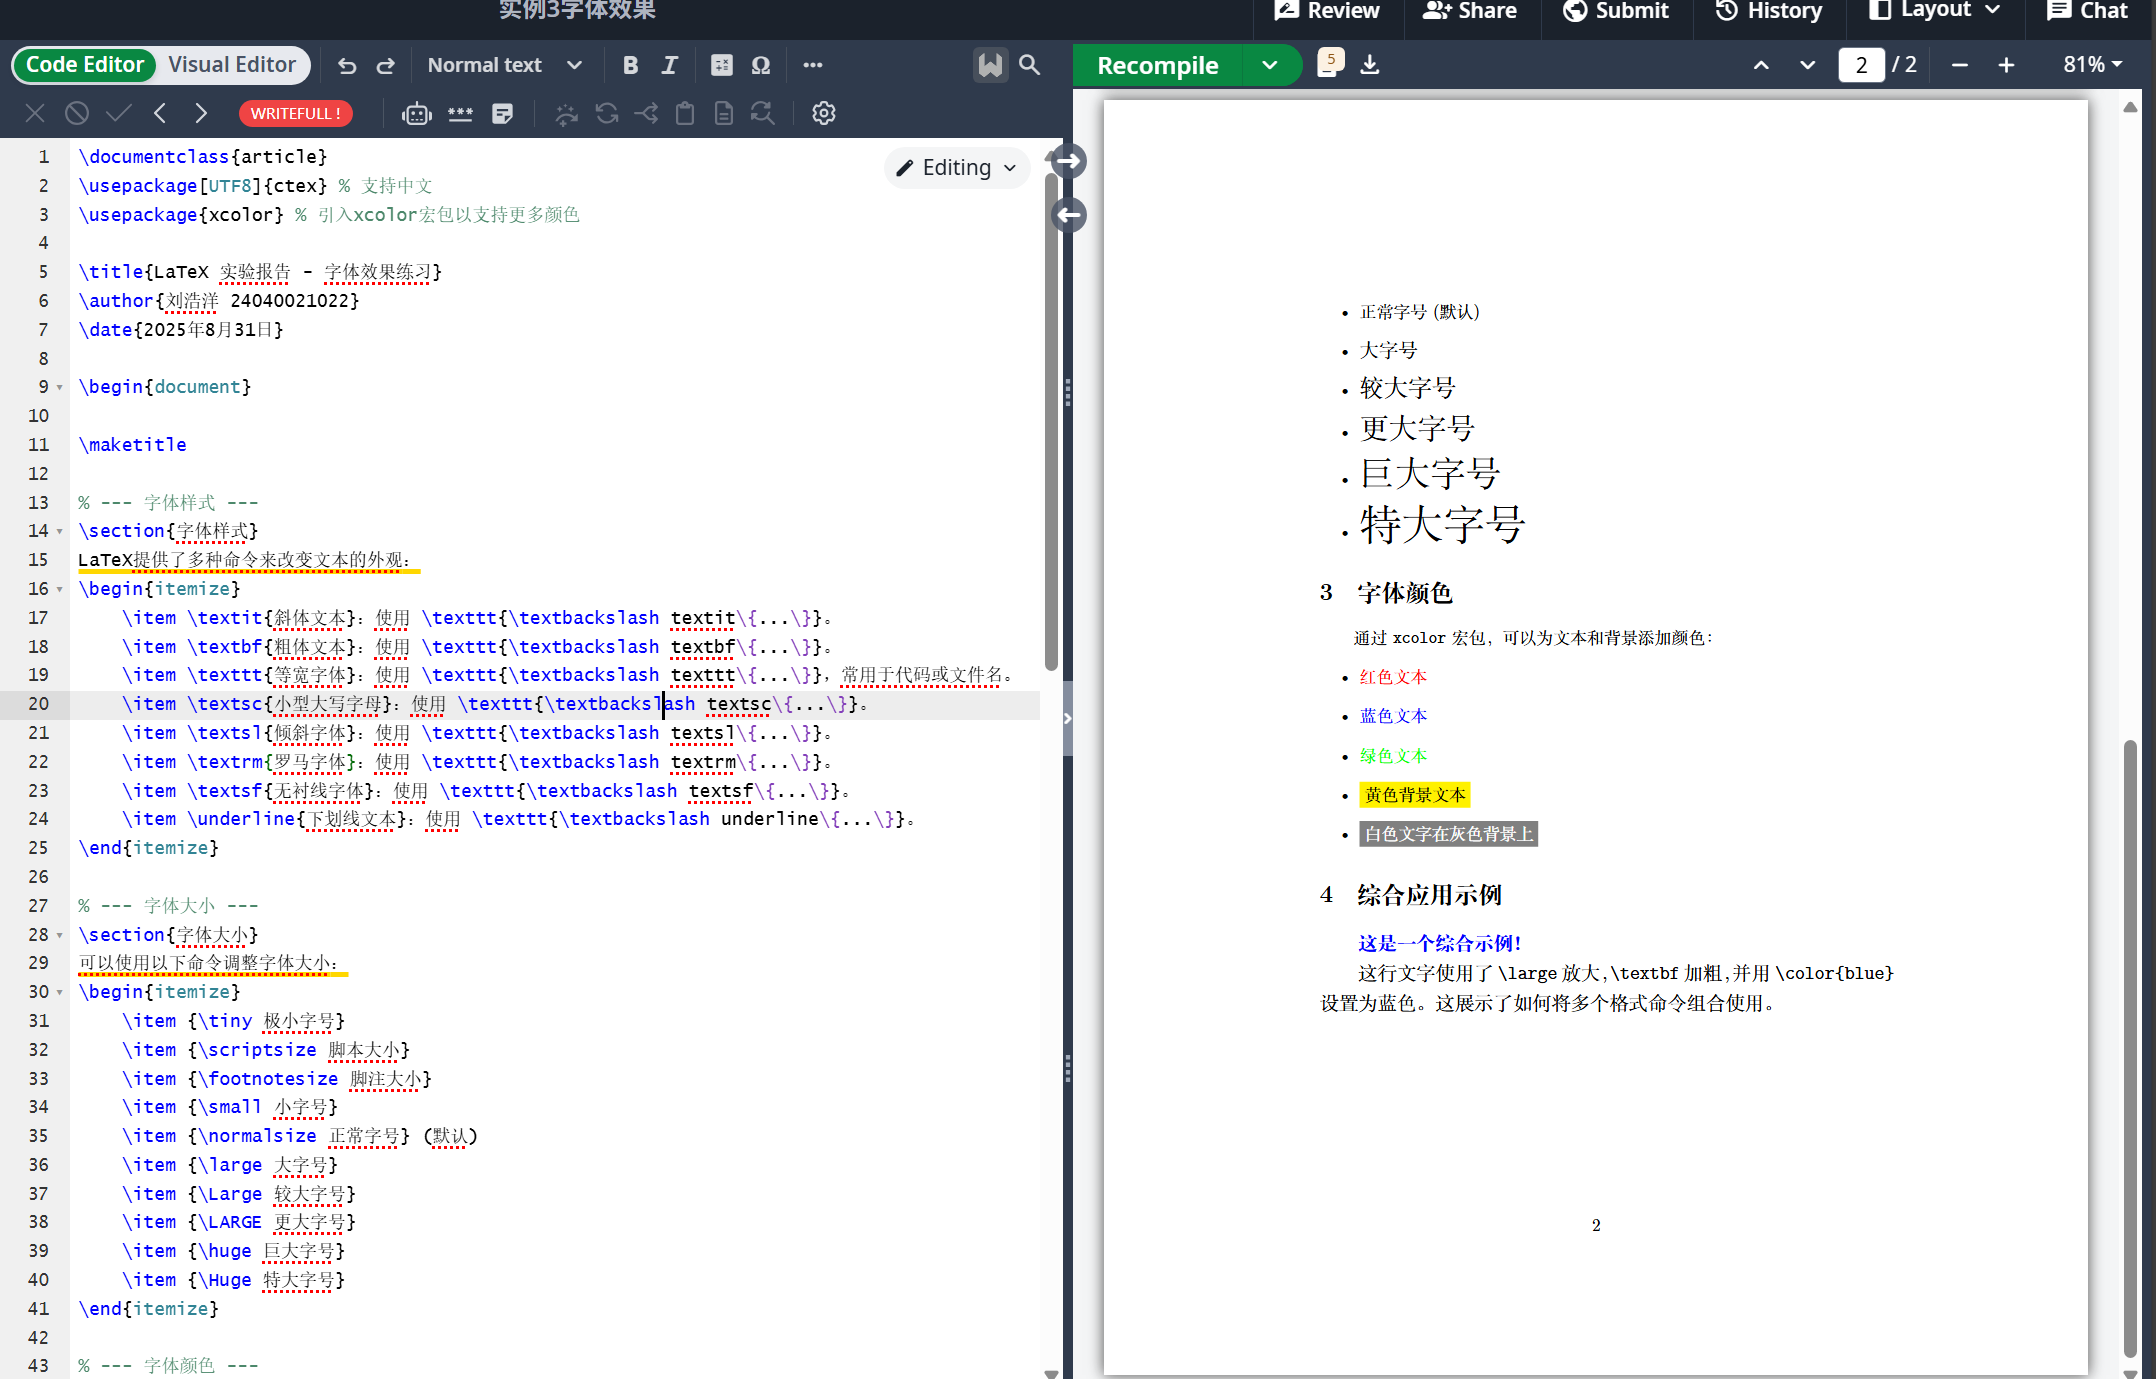 实例3字体效果
Review
Share
Submit
History
Layout
Chat
Code Editor
Visual Editor
Normal text
B
I
Ω
Recompile
5
2 / 2
81%
WRITEFULL !
Editing
1 \documentclass{article}
2 \usepackage[UTF8]{ctex} % 支持中文
3 \usepackage{xcolor} % 引入xcolor宏包以支持更多颜色
4
5 \title{LaTeX 实验报告 - 字体效果练习}
6 \author{刘浩洋 24040021022}
7 \date{2025年8月31日}
8
9 \begin{document}
10
11 \maketitle
12
13 % --- 字体样式 ---
14 \section{字体样式}
15 LaTeX提供了多种命令来改变文本的外观：
16 \begin{itemize}
17 \item \textit{斜体文本}：使用 \texttt{\textbackslash textit\{...\}}。
18 \item \textbf{粗体文本}：使用 \texttt{\textbackslash textbf\{...\}}。
19 \item \texttt{等宽字体}：使用 \texttt{\textbackslash texttt\{...\}}，常用于代码或文件名。
20 \item \textsc{小型大写字母}：使用 \texttt{\textbackslash textsc\{...\}}。
21 \item \textsl{倾斜字体}：使用 \texttt{\textbackslash textsl\{...\}}。
22 \item \textrm{罗马字体}：使用 \texttt{\textbackslash textrm\{...\}}。
23 \item \textsf{无衬线字体}：使用 \texttt{\textbackslash textsf\{...\}}。
24 \item \underline{下划线文本}：使用 \texttt{\textbackslash underline\{...\}}。
25 \end{itemize}
26
27 % --- 字体大小 ---
28 \section{字体大小}
29 可以使用以下命令调整字体大小：
30 \begin{itemize}
31 \item {\tiny 极小字号}
32 \item {\scriptsize 脚本大小}
33 \item {\footnotesize 脚注大小}
34 \item {\small 小字号}
35 \item {\normalsize 正常字号} (默认)
36 \item {\large 大字号}
37 \item {\Large 较大字号}
38 \item {\LARGE 更大字号}
39 \item {\huge 巨大字号}
40 \item {\Huge 特大字号}
41 \end{itemize}
42
43 % --- 字体颜色 ---
• 正常字号 (默认)
• 大字号
• 较大字号
• 更大字号
• 巨大字号
• 特大字号
3 字体颜色
通过 xcolor 宏包，可以为文本和背景添加颜色：
• 红色文本
• 蓝色文本
• 绿色文本
• 黄色背景文本
• 白色文字在灰色背景上
4 综合应用示例
这是一个综合示例！
这行文字使用了 \large 放大，\textbf 加粗，并用 \color{blue}
设置为蓝色。这展示了如何将多个格式命令组合使用。
2